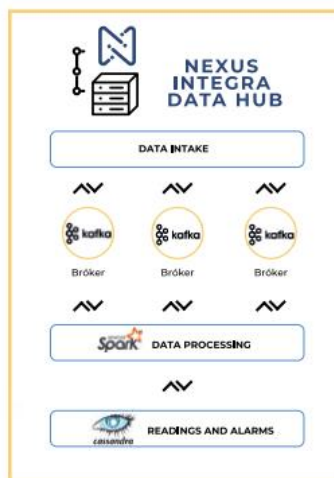 NEXUS
INTEGRA
DATA HUB
DATA INTAKE
kafka kafka kafka
Bróker Bróker Bróker
Spark DATA PROCESSING
cassandra READINGS AND ALARMS